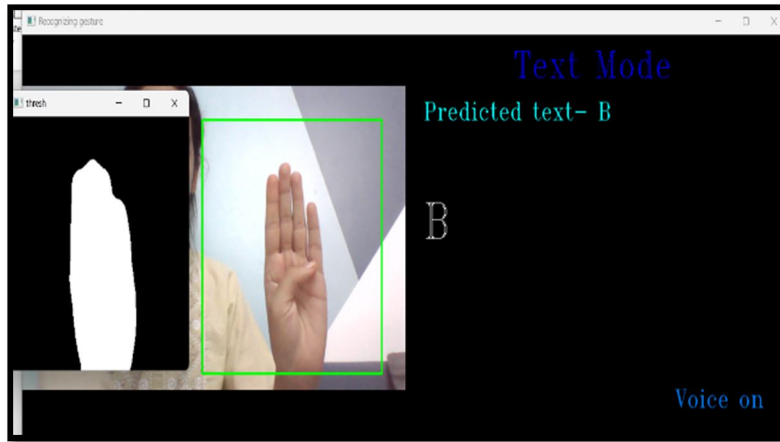 Recognizing gesture
Text Mode
thresh
Predicted text- B
B
Voice on